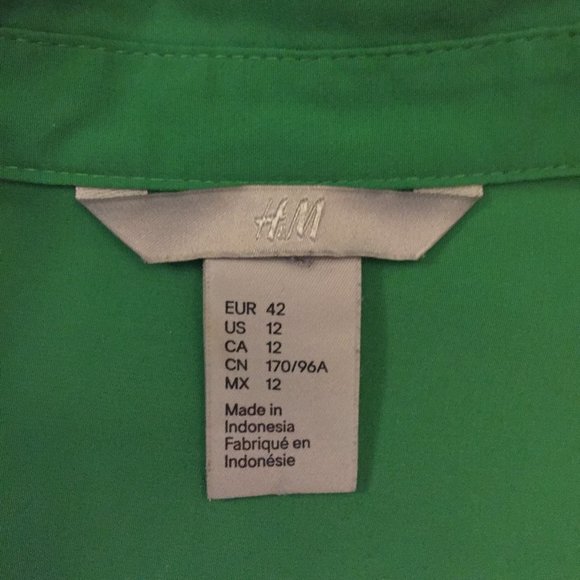 H&M
EUR 42
US 12
CA 12
CN 170/96A
MX 12
Made in
Indonesia
Fabriqué en
Indonésie